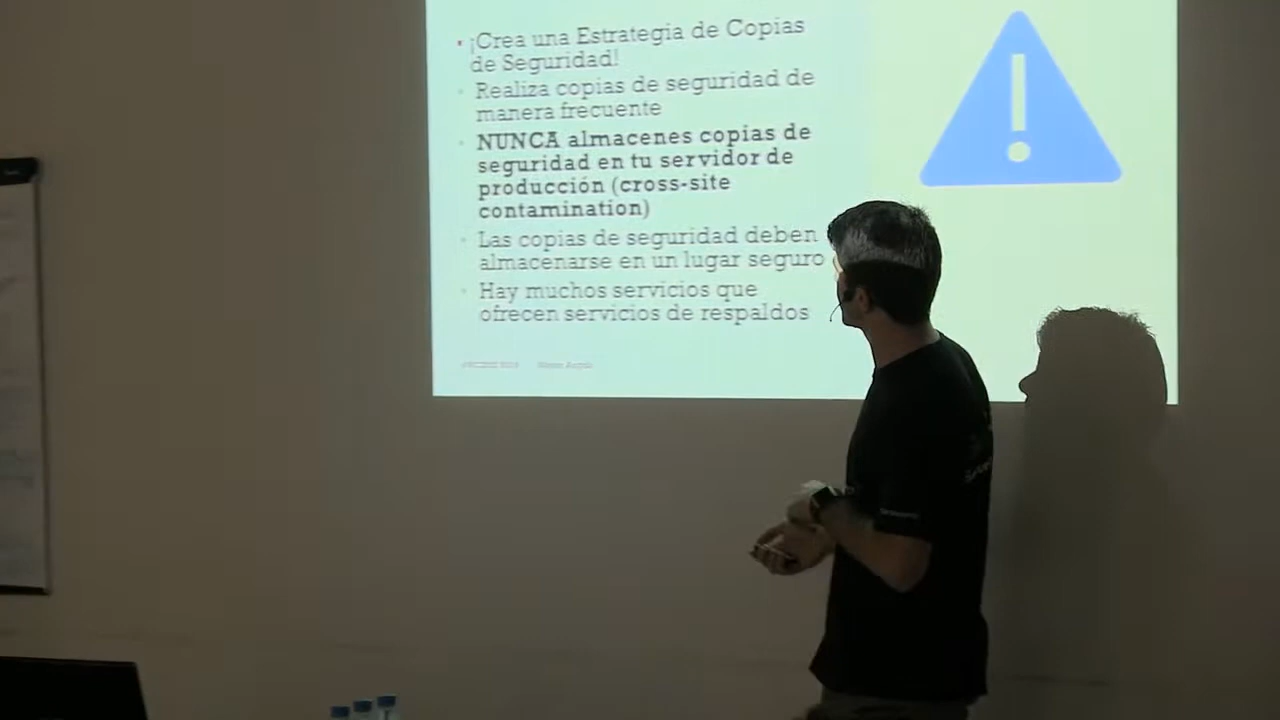 ¡Crea una Estrategia de Copias
de Seguridad!
Realiza copias de seguridad de
manera frecuente
NUNCA almacenes copias de
seguridad en tu servidor de
producción (cross-site
contamination)
Las copias de seguridad deben
almacenarse en un lugar seguro
Hay muchos servicios que
ofrecen servicios de respaldos